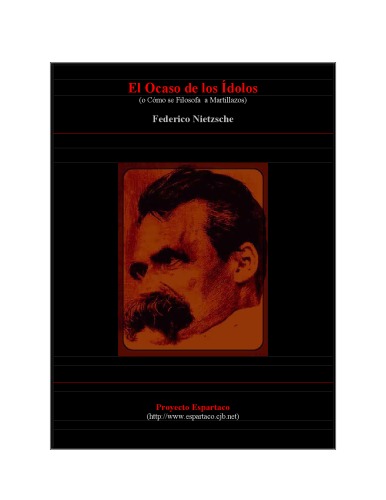 El Ocaso de los Ídolos
(o Cómo se Filosofa a Martillazos)
Federico Nietzsche
Proyecto Espartaco
(http://www.espartaco.cjb.net)